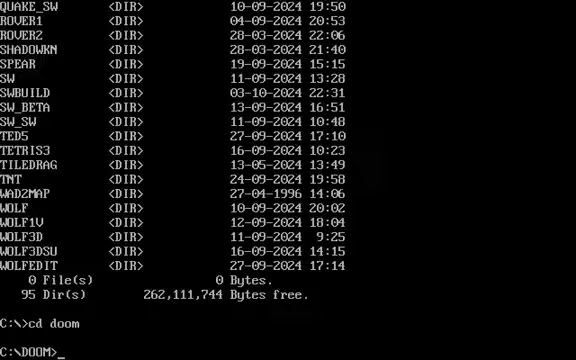 QUAKE_SW <DIR> 10-09-2024 19:50
ROVER1 <DIR> 04-09-2024 20:53
ROVER2 <DIR> 28-03-2024 22:06
SHADOWKN <DIR> 28-03-2024 21:40
SPEAR <DIR> 19-09-2024 15:15
SW <DIR> 11-09-2024 13:28
SWBUILD <DIR> 03-10-2024 22:31
SW_BETA <DIR> 13-09-2024 16:51
SW_SW <DIR> 11-09-2024 10:48
TED5 <DIR> 27-09-2024 17:10
TETRIS3 <DIR> 16-09-2024 10:23
TILEDRAG <DIR> 13-05-2024 13:49
TNT <DIR> 24-09-2024 19:58
WAD2MAP <DIR> 27-04-1996 14:06
WOLF <DIR> 10-09-2024 20:02
WOLF1V <DIR> 12-09-2024 18:04
WOLF3D <DIR> 11-09-2024 9:25
WOLF3DSU <DIR> 16-09-2024 14:15
WOLFEDIT <DIR> 27-09-2024 17:14
0 File(s) 0 Bytes.
95 Dir(s) 262,111,744 Bytes free.
C:\>cd doom
C:\DOOM>_